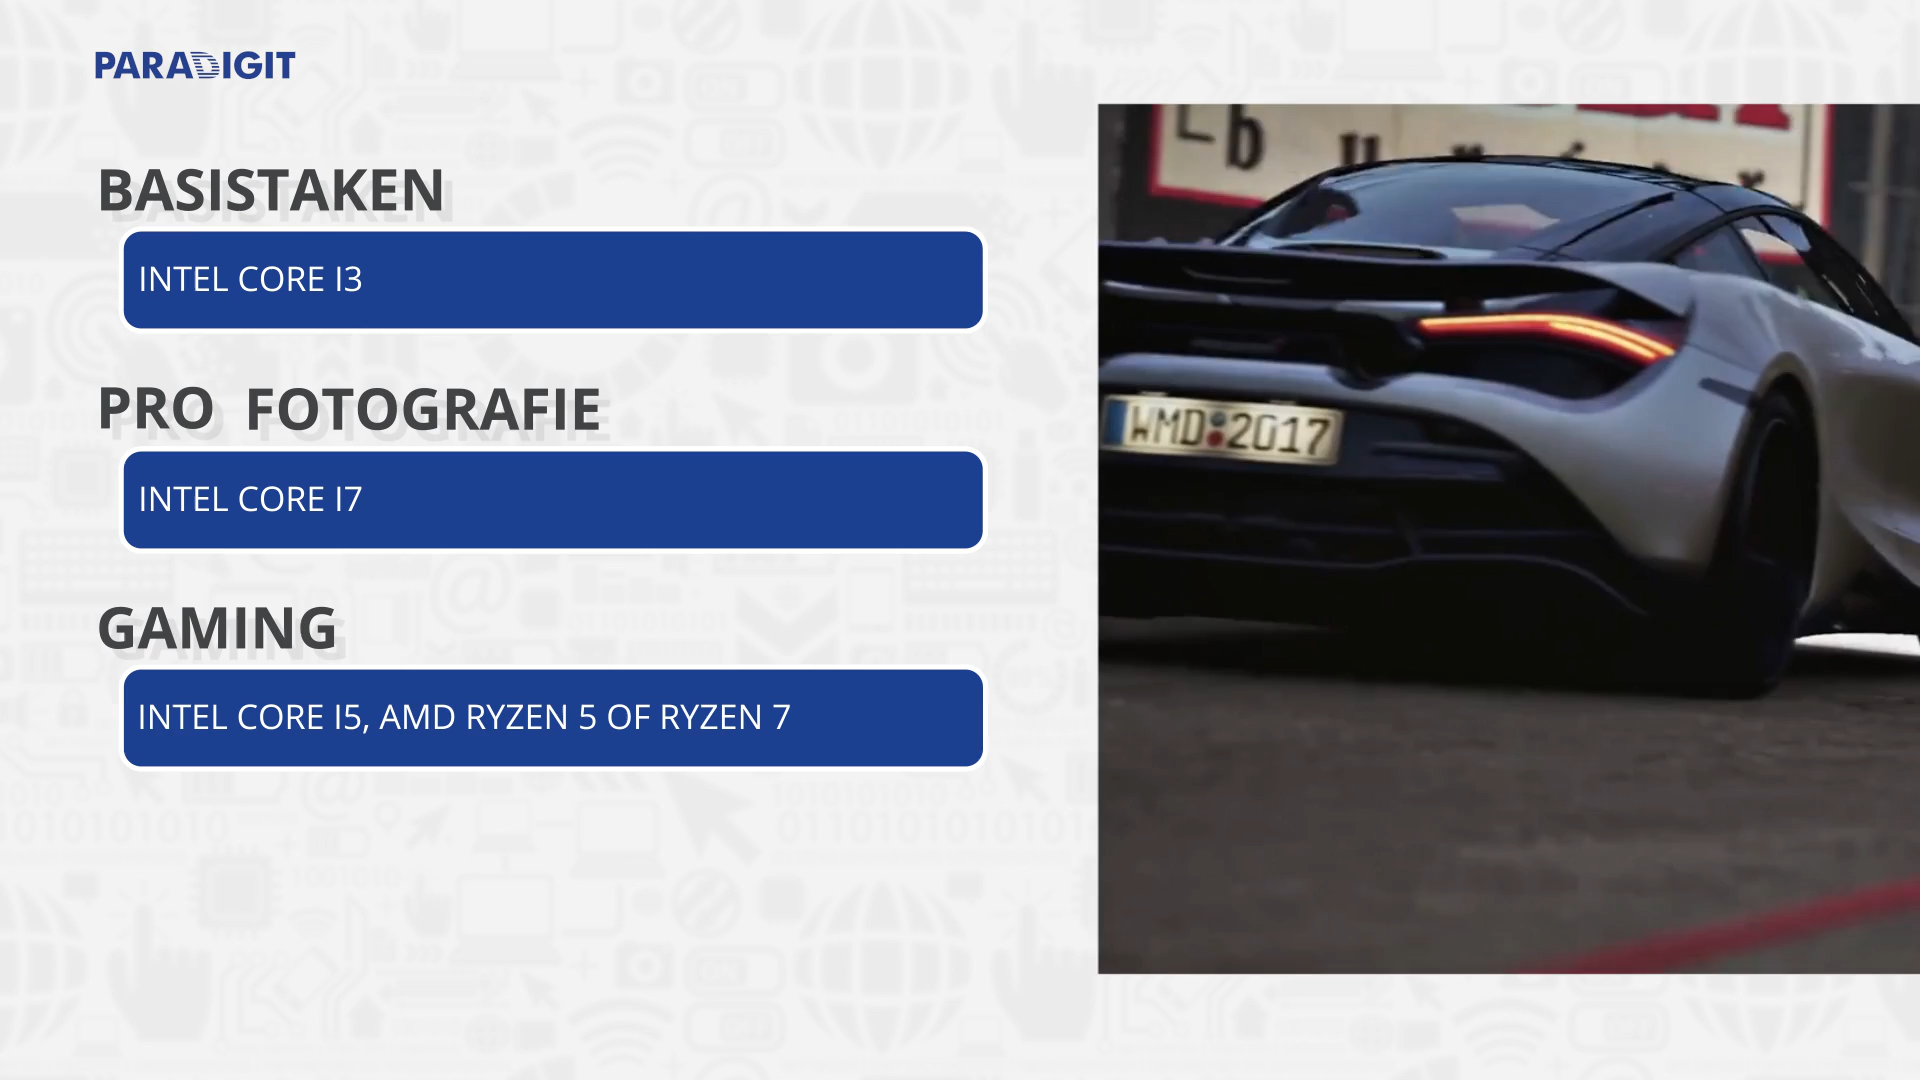 PARADIGIT
BASISTAKEN
INTEL CORE I3
PRO FOTOGRAFIE
INTEL CORE I7
GAMING
INTEL CORE I5, AMD RYZEN 5 OF RYZEN 7
WMD 2017